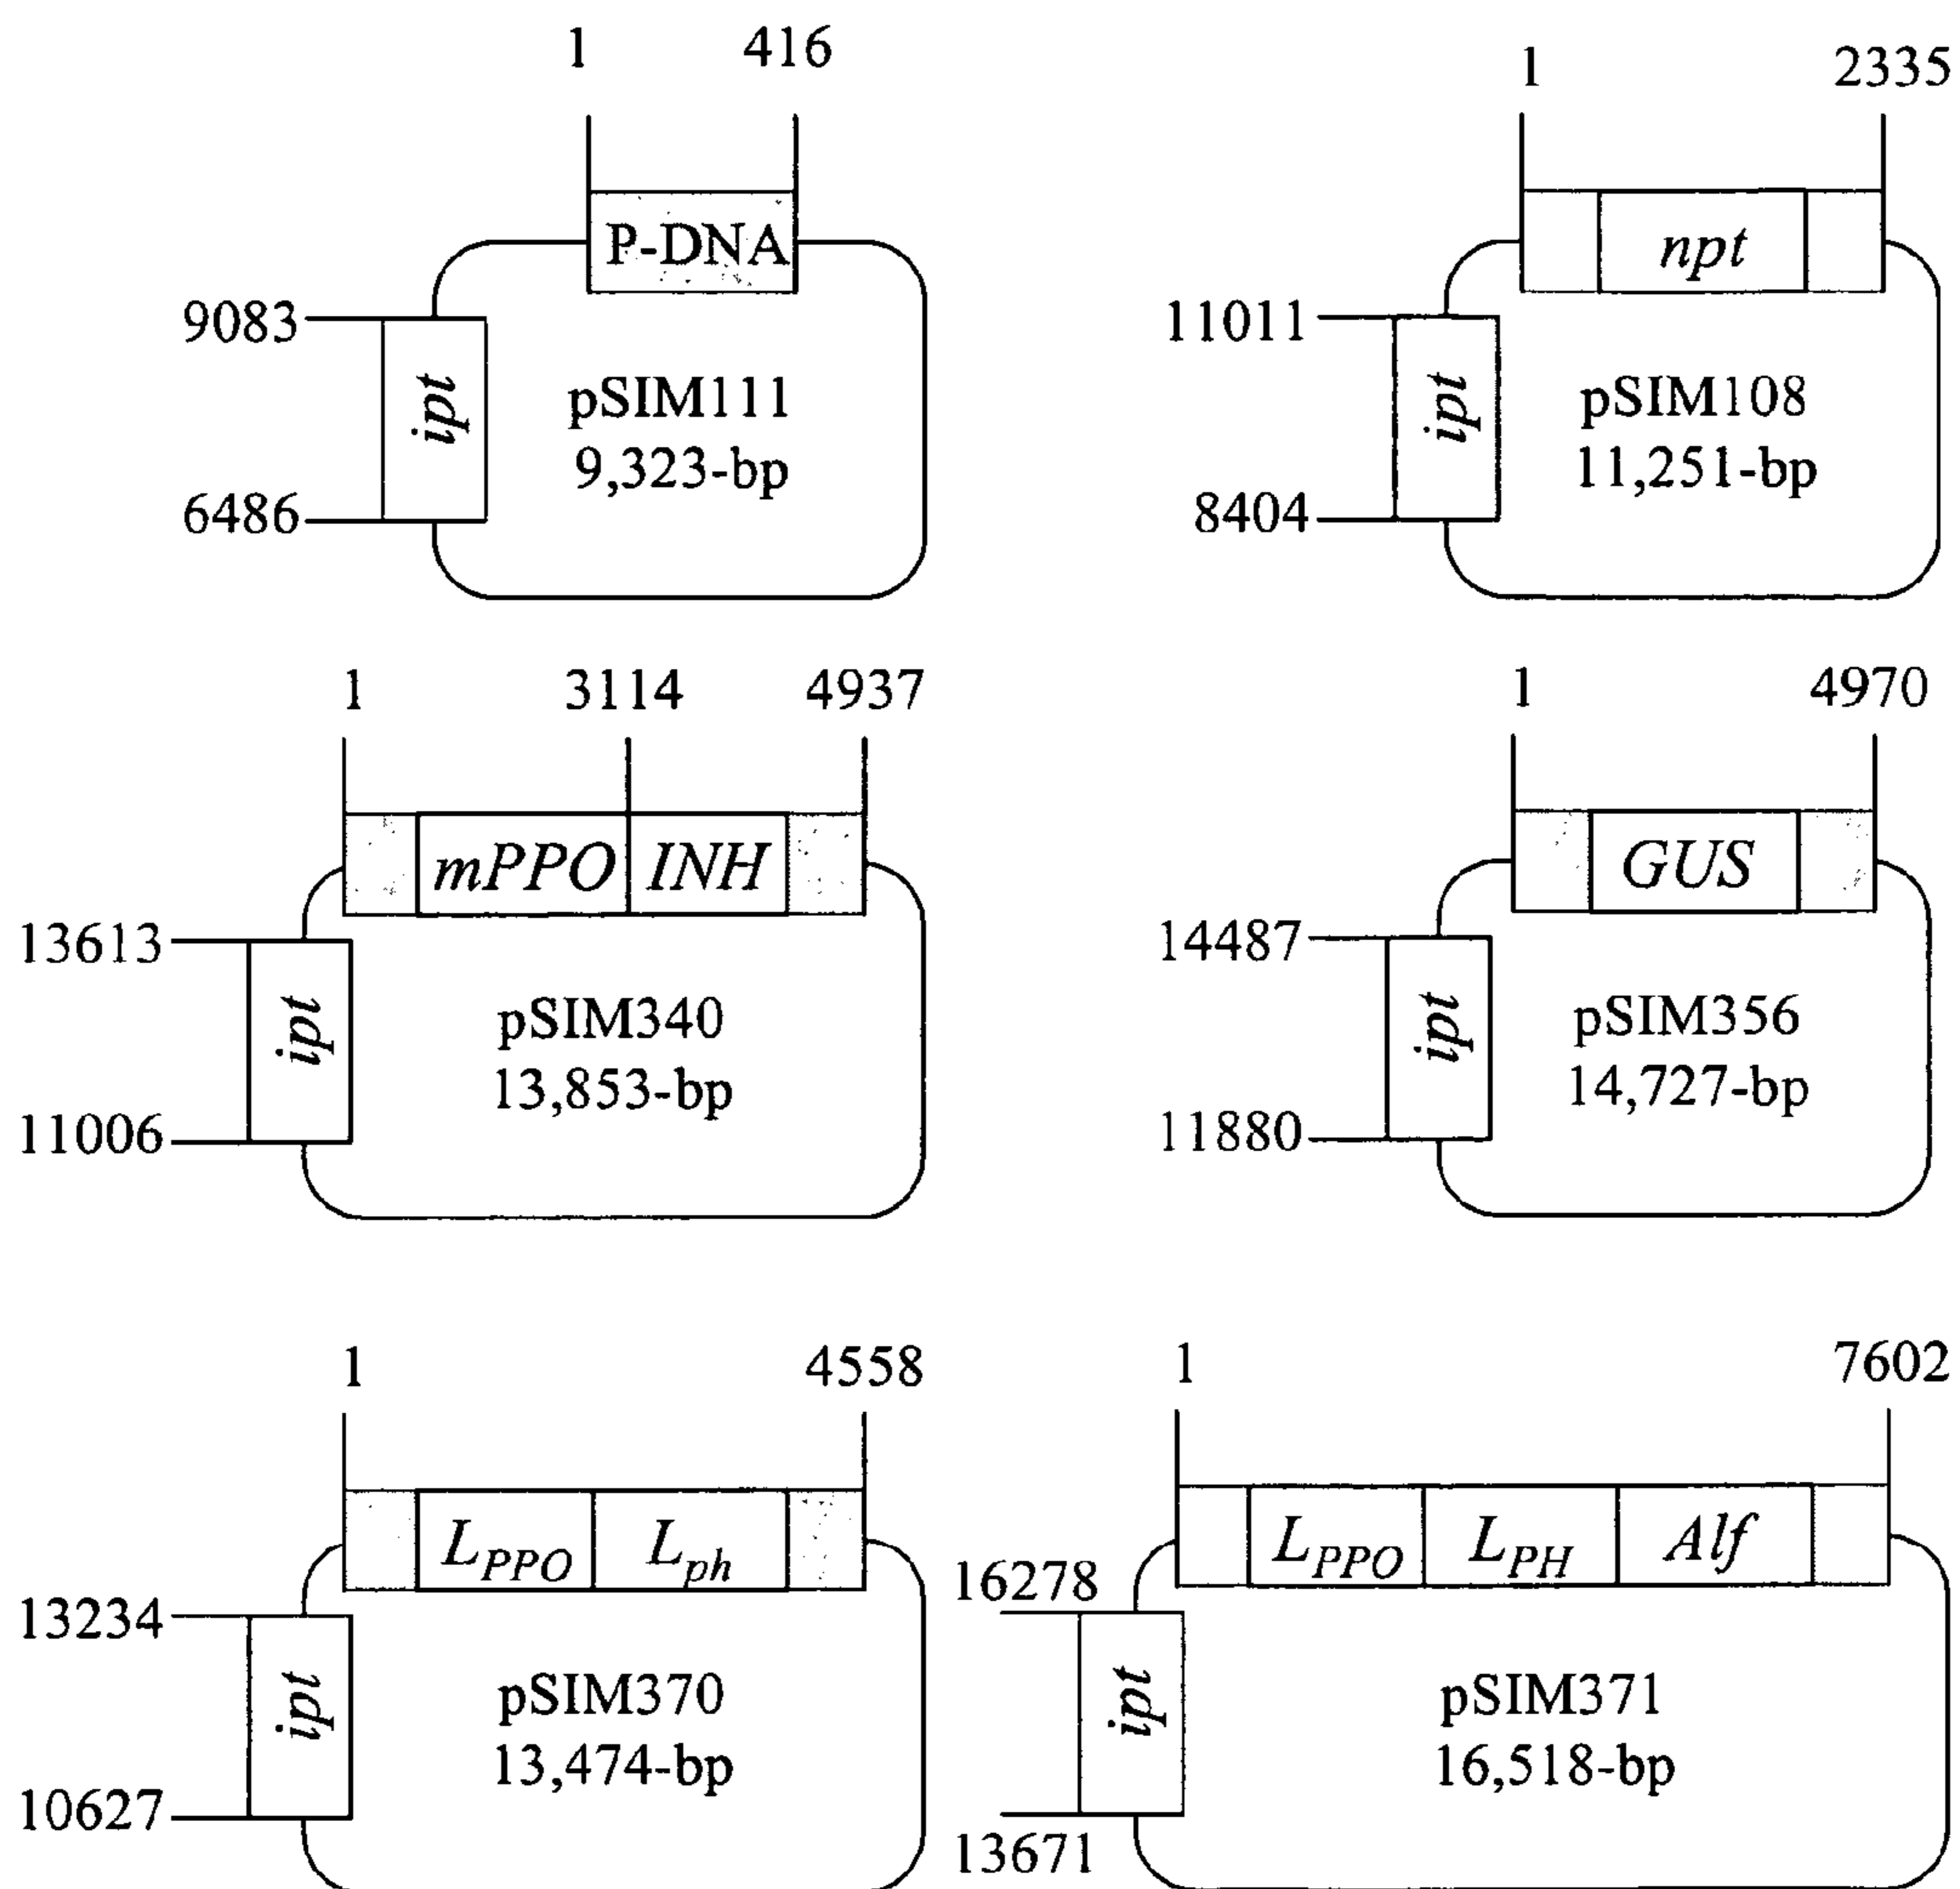 1 416
P-DNA
9083
ipt
6486
pSIM111
9,323-bp
1 2335
npt
11011
ipt
8404
pSIM108
11,251-bp
1 3114 4937
mPPO INH
13613
ipt
11006
pSIM340
13,853-bp
1 4970
GUS
14487
ipt
11880
pSIM356
14,727-bp
1 4558
LPPO Lph
13234
ipt
10627
pSIM370
13,474-bp
1 7602
LPPO LPH Alf
16278
ipt
13671
pSIM371
16,518-bp